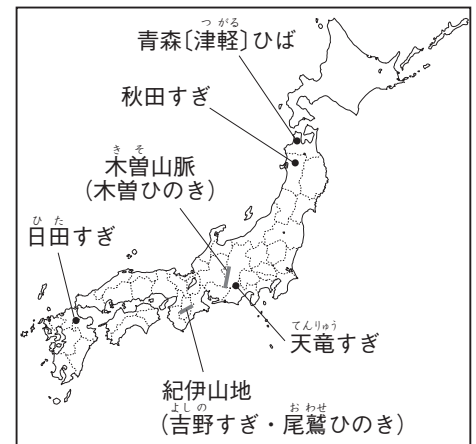 青森〔津軽〕ひば
つがる
秋田すぎ
きそ
木曽山脈
(木曽ひのき)
ひた
日田すぎ
てんりゅう
天竜すぎ
紀伊山地
よしの おわせ
(吉野すぎ・尾鷲ひのき)